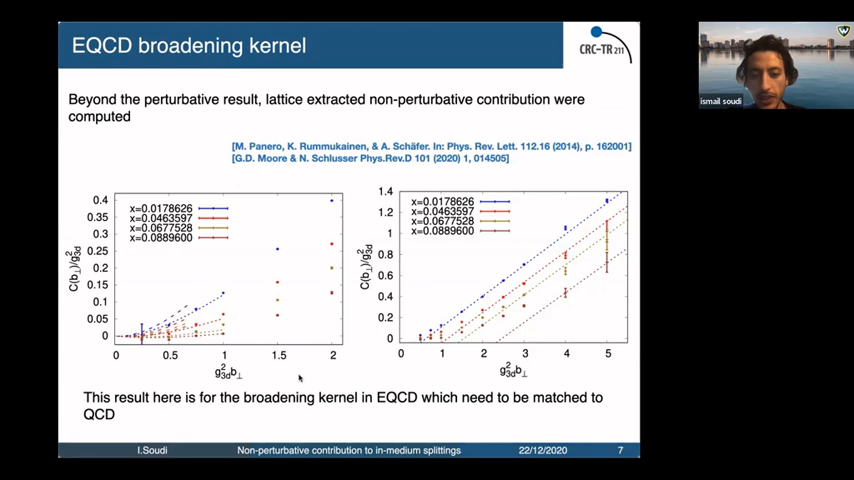 EQCD broadening kernel
CRC-TR 211
Beyond the perturbative result, lattice extracted non-perturbative contribution were
computed
[M. Panero, K. Rummukainen, & A. Schäfer. In: Phys. Rev. Lett. 112.16 (2014), p. 162001]
[G.D. Moore & N. Schlusser Phys.Rev.D 101 (2020) 1, 014505]
x=0.0178626
x=0.0463597
x=0.0677528
x=0.0889600
0.4
0.35
0.3
0.25
0.2
0.15
0.1
0.05
0
C(b⊥)/g²3d
0 0.5 1 1.5 2
g²3d b⊥
x=0.0178626
x=0.0463597
x=0.0677528
x=0.0889600
1.4
1.2
1
0.8
0.6
0.4
0.2
0
C(b⊥)/g²3d
0 1 2 3 4 5
g²3d b⊥
This result here is for the broadening kernel in EQCD which need to be matched to
QCD
I.Soudi Non-perturbative contribution to in-medium splittings 22/12/2020 7
ismail soudi
W